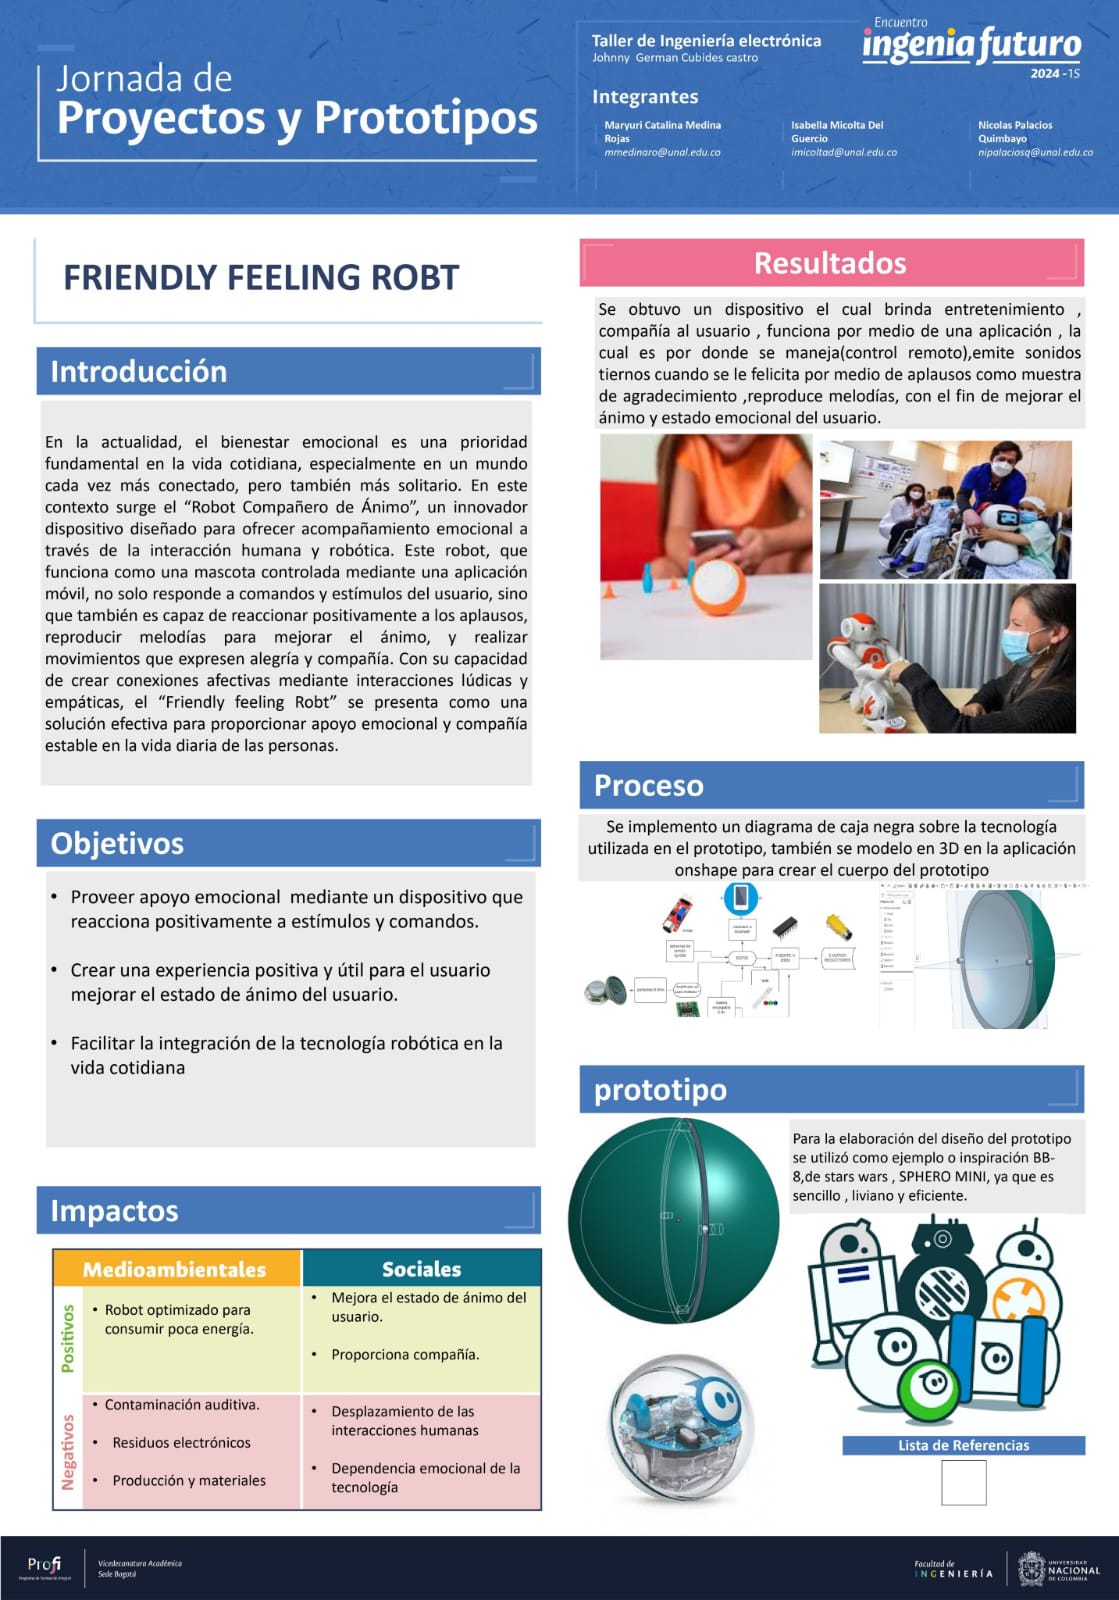 Jornada de
Proyectos y Prototipos
Taller de Ingeniería electrónica
Johnny German Cubides castro
Encuentro
ingenia futuro
2024 -1S
Integrantes
Maryuri Catalina Medina
Rojas
mmedinaro@unal.edu.co
Isabella Micolta Del
Guercio
imicoltad@unal.edu.co
Nicolas Palacios
Quimbayo
nipalaciosq@unal.edu.co
FRIENDLY FEELING ROBT
Introducción
En la actualidad, el bienestar emocional es una prioridad
fundamental en la vida cotidiana, especialmente en un mundo
cada vez más conectado, pero también más solitario. En este
contexto surge el “Robot Compañero de Ánimo”, un innovador
dispositivo diseñado para ofrecer acompañamiento emocional a
través de la interacción humana y robótica. Este robot, que
funciona como una mascota controlada mediante una aplicación
móvil, no solo responde a comandos y estímulos del usuario, sino
que también es capaz de reaccionar positivamente a los aplausos,
reproducir melodías para mejorar el ánimo, y realizar
movimientos que expresen alegría y compañía. Con su capacidad
de crear conexiones afectivas mediante interacciones lúdicas y
empáticas, el “Friendly feeling Robt” se presenta como una
solución efectiva para proporcionar apoyo emocional y compañía
estable en la vida diaria de las personas.
Objetivos
• Proveer apoyo emocional mediante un dispositivo que
reacciona positivamente a estímulos y comandos.
• Crear una experiencia positiva y útil para el usuario
mejorar el estado de ánimo del usuario.
• Facilitar la integración de la tecnología robótica en la
vida cotidiana
Impactos
Medioambientales
Sociales
Positivos
• Robot optimizado para
consumir poca energía.
• Mejora el estado de ánimo del
usuario.
• Proporciona compañía.
Negativos
• Contaminación auditiva.
• Residuos electrónicos
• Producción y materiales
• Desplazamiento de las
interacciones humanas
• Dependencia emocional de la
tecnología
Resultados
Se obtuvo un dispositivo el cual brinda entretenimiento ,
compañía al usuario , funciona por medio de una aplicación , la
cual es por donde se maneja(control remoto),emite sonidos
tiernos cuando se le felicita por medio de aplausos como muestra
de agradecimiento ,reproduce melodías, con el fin de mejorar el
ánimo y estado emocional del usuario.
Proceso
Se implemento un diagrama de caja negra sobre la tecnología
utilizada en el prototipo, también se modelo en 3D en la aplicación
onshape para crear el cuerpo del prototipo
prototipo
Para la elaboración del diseño del prototipo
se utilizó como ejemplo o inspiración BB-
8,de stars wars , SPHERO MINI, ya que es
sencillo , liviano y eficiente.
Lista de Referencias
Profi
Vicedecanatura Académica
Sede Bogotá
Facultad de
INGENIERÍA
UNIVERSIDAD
NACIONAL
DE COLOMBIA